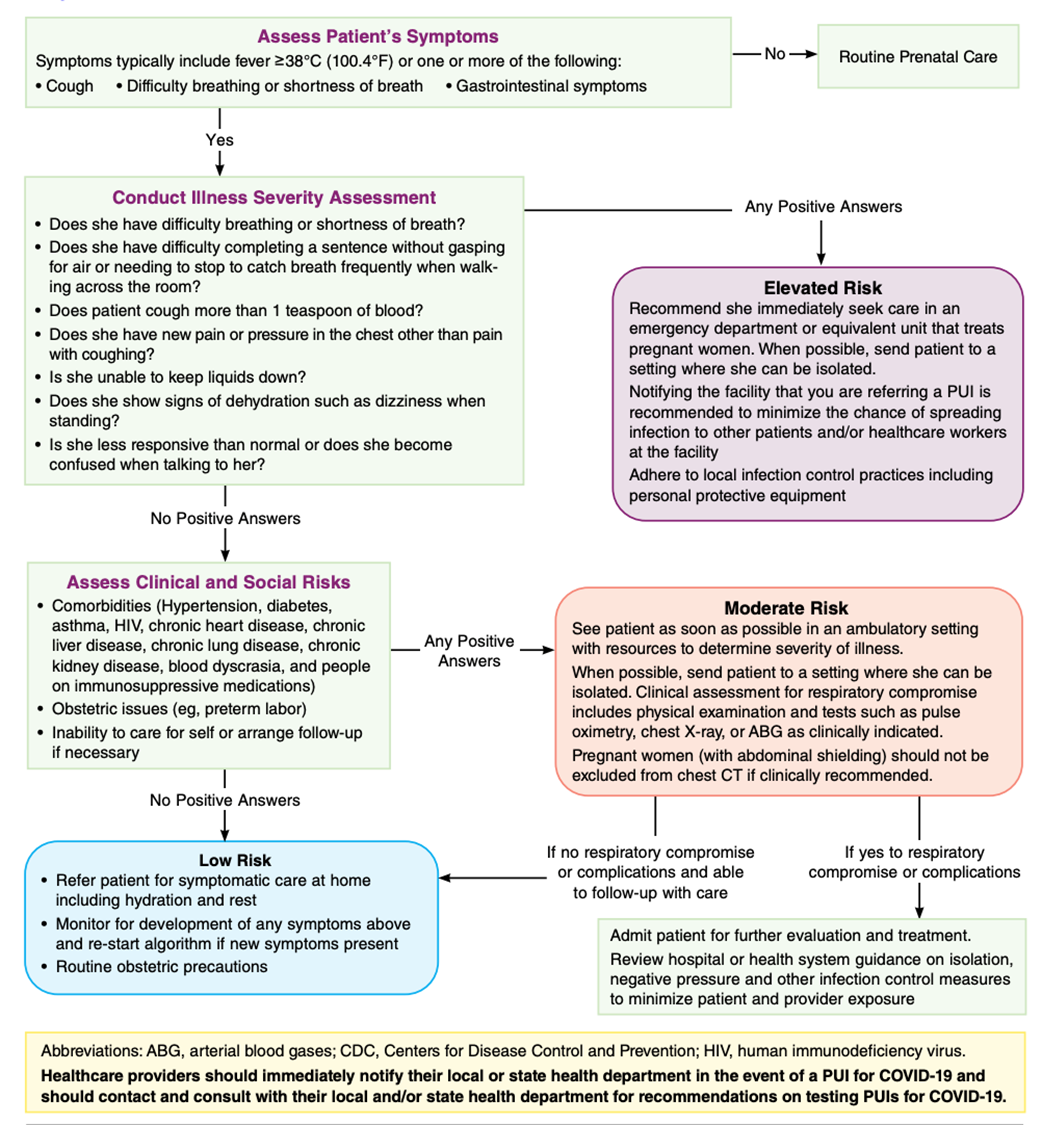 Assess Patient's Symptoms
Symptoms typically include fever ≥38°C (100.4°F) or one or more of the following:
• Cough • Difficulty breathing or shortness of breath • Gastrointestinal symptoms
No
Routine Prenatal Care
Yes
Conduct Illness Severity Assessment
• Does she have difficulty breathing or shortness of breath?
• Does she have difficulty completing a sentence without gasping
for air or needing to stop to catch breath frequently when walk-
ing across the room?
• Does patient cough more than 1 teaspoon of blood?
• Does she have new pain or pressure in the chest other than pain
with coughing?
• Is she unable to keep liquids down?
• Does she show signs of dehydration such as dizziness when
standing?
• Is she less responsive than normal or does she become
confused when talking to her?
Any Positive Answers
Elevated Risk
Recommend she immediately seek care in an
emergency department or equivalent unit that treats
pregnant women. When possible, send patient to a
setting where she can be isolated.
Notifying the facility that you are referring a PUI is
recommended to minimize the chance of spreading
infection to other patients and/or healthcare workers
at the facility
Adhere to local infection control practices including
personal protective equipment
No Positive Answers
Assess Clinical and Social Risks
• Comorbidities (Hypertension, diabetes,
asthma, HIV, chronic heart disease, chronic
liver disease, chronic lung disease, chronic
kidney disease, blood dyscrasia, and people
on immunosuppressive medications)
• Obstetric issues (eg, preterm labor)
• Inability to care for self or arrange follow-up
if necessary
Any Positive
Answers
Moderate Risk
See patient as soon as possible in an ambulatory setting
with resources to determine severity of illness.
When possible, send patient to a setting where she can be
isolated. Clinical assessment for respiratory compromise
includes physical examination and tests such as pulse
oximetry, chest X-ray, or ABG as clinically indicated.
Pregnant women (with abdominal shielding) should not be
excluded from chest CT if clinically recommended.
No Positive Answers
Low Risk
• Refer patient for symptomatic care at home
including hydration and rest
• Monitor for development of any symptoms above
and re-start algorithm if new symptoms present
• Routine obstetric precautions
If no respiratory compromise
or complications and able
to follow-up with care
If yes to respiratory
compromise or complications
Admit patient for further evaluation and treatment.
Review hospital or health system guidance on isolation,
negative pressure and other infection control measures
to minimize patient and provider exposure
Abbreviations: ABG, arterial blood gases; CDC, Centers for Disease Control and Prevention; HIV, human immunodeficiency virus.
Healthcare providers should immediately notify their local or state health department in the event of a PUI for COVID-19 and
should contact and consult with their local and/or state health department for recommendations on testing PUIs for COVID-19.